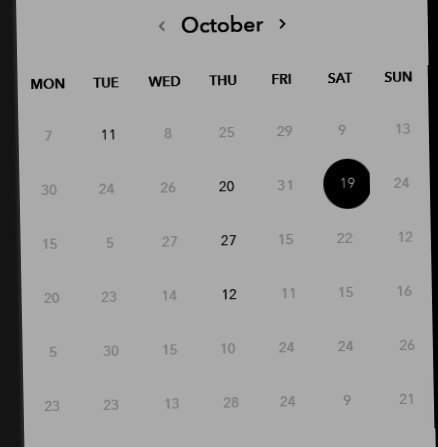 ‹ October ›
MON TUE WED THU FRI SAT SUN
7 11 8 25 29 9 13
30 24 26 20 31 19 24
15 5 27 27 15 22 12
20 23 14 12 11 15 16
5 30 15 10 24 24 26
23 23 13 28 24 9 21